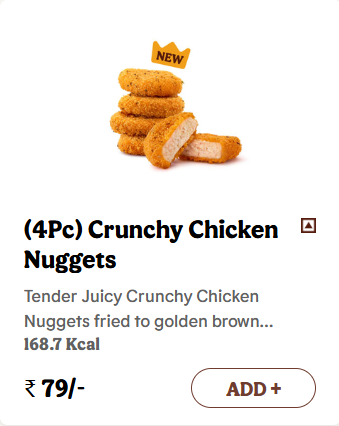 NEW
(4Pc) Crunchy Chicken
Nuggets
Tender Juicy Crunchy Chicken
Nuggets fried to golden brown...
168.7 Kcal
₹ 79/-
ADD +